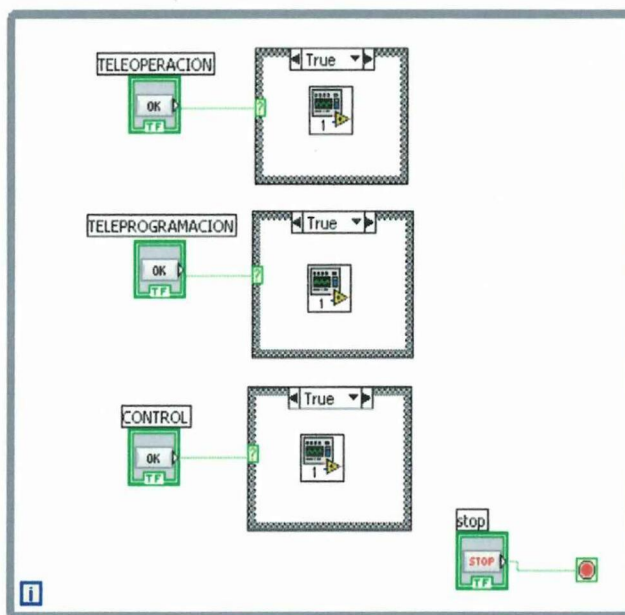 TELEOPERACION
True
OK
?
TF
1
TELEPROGRAMACION
True
OK
?
TF
1
CONTROL
True
OK
?
TF
1
stop
STOP
TF
i